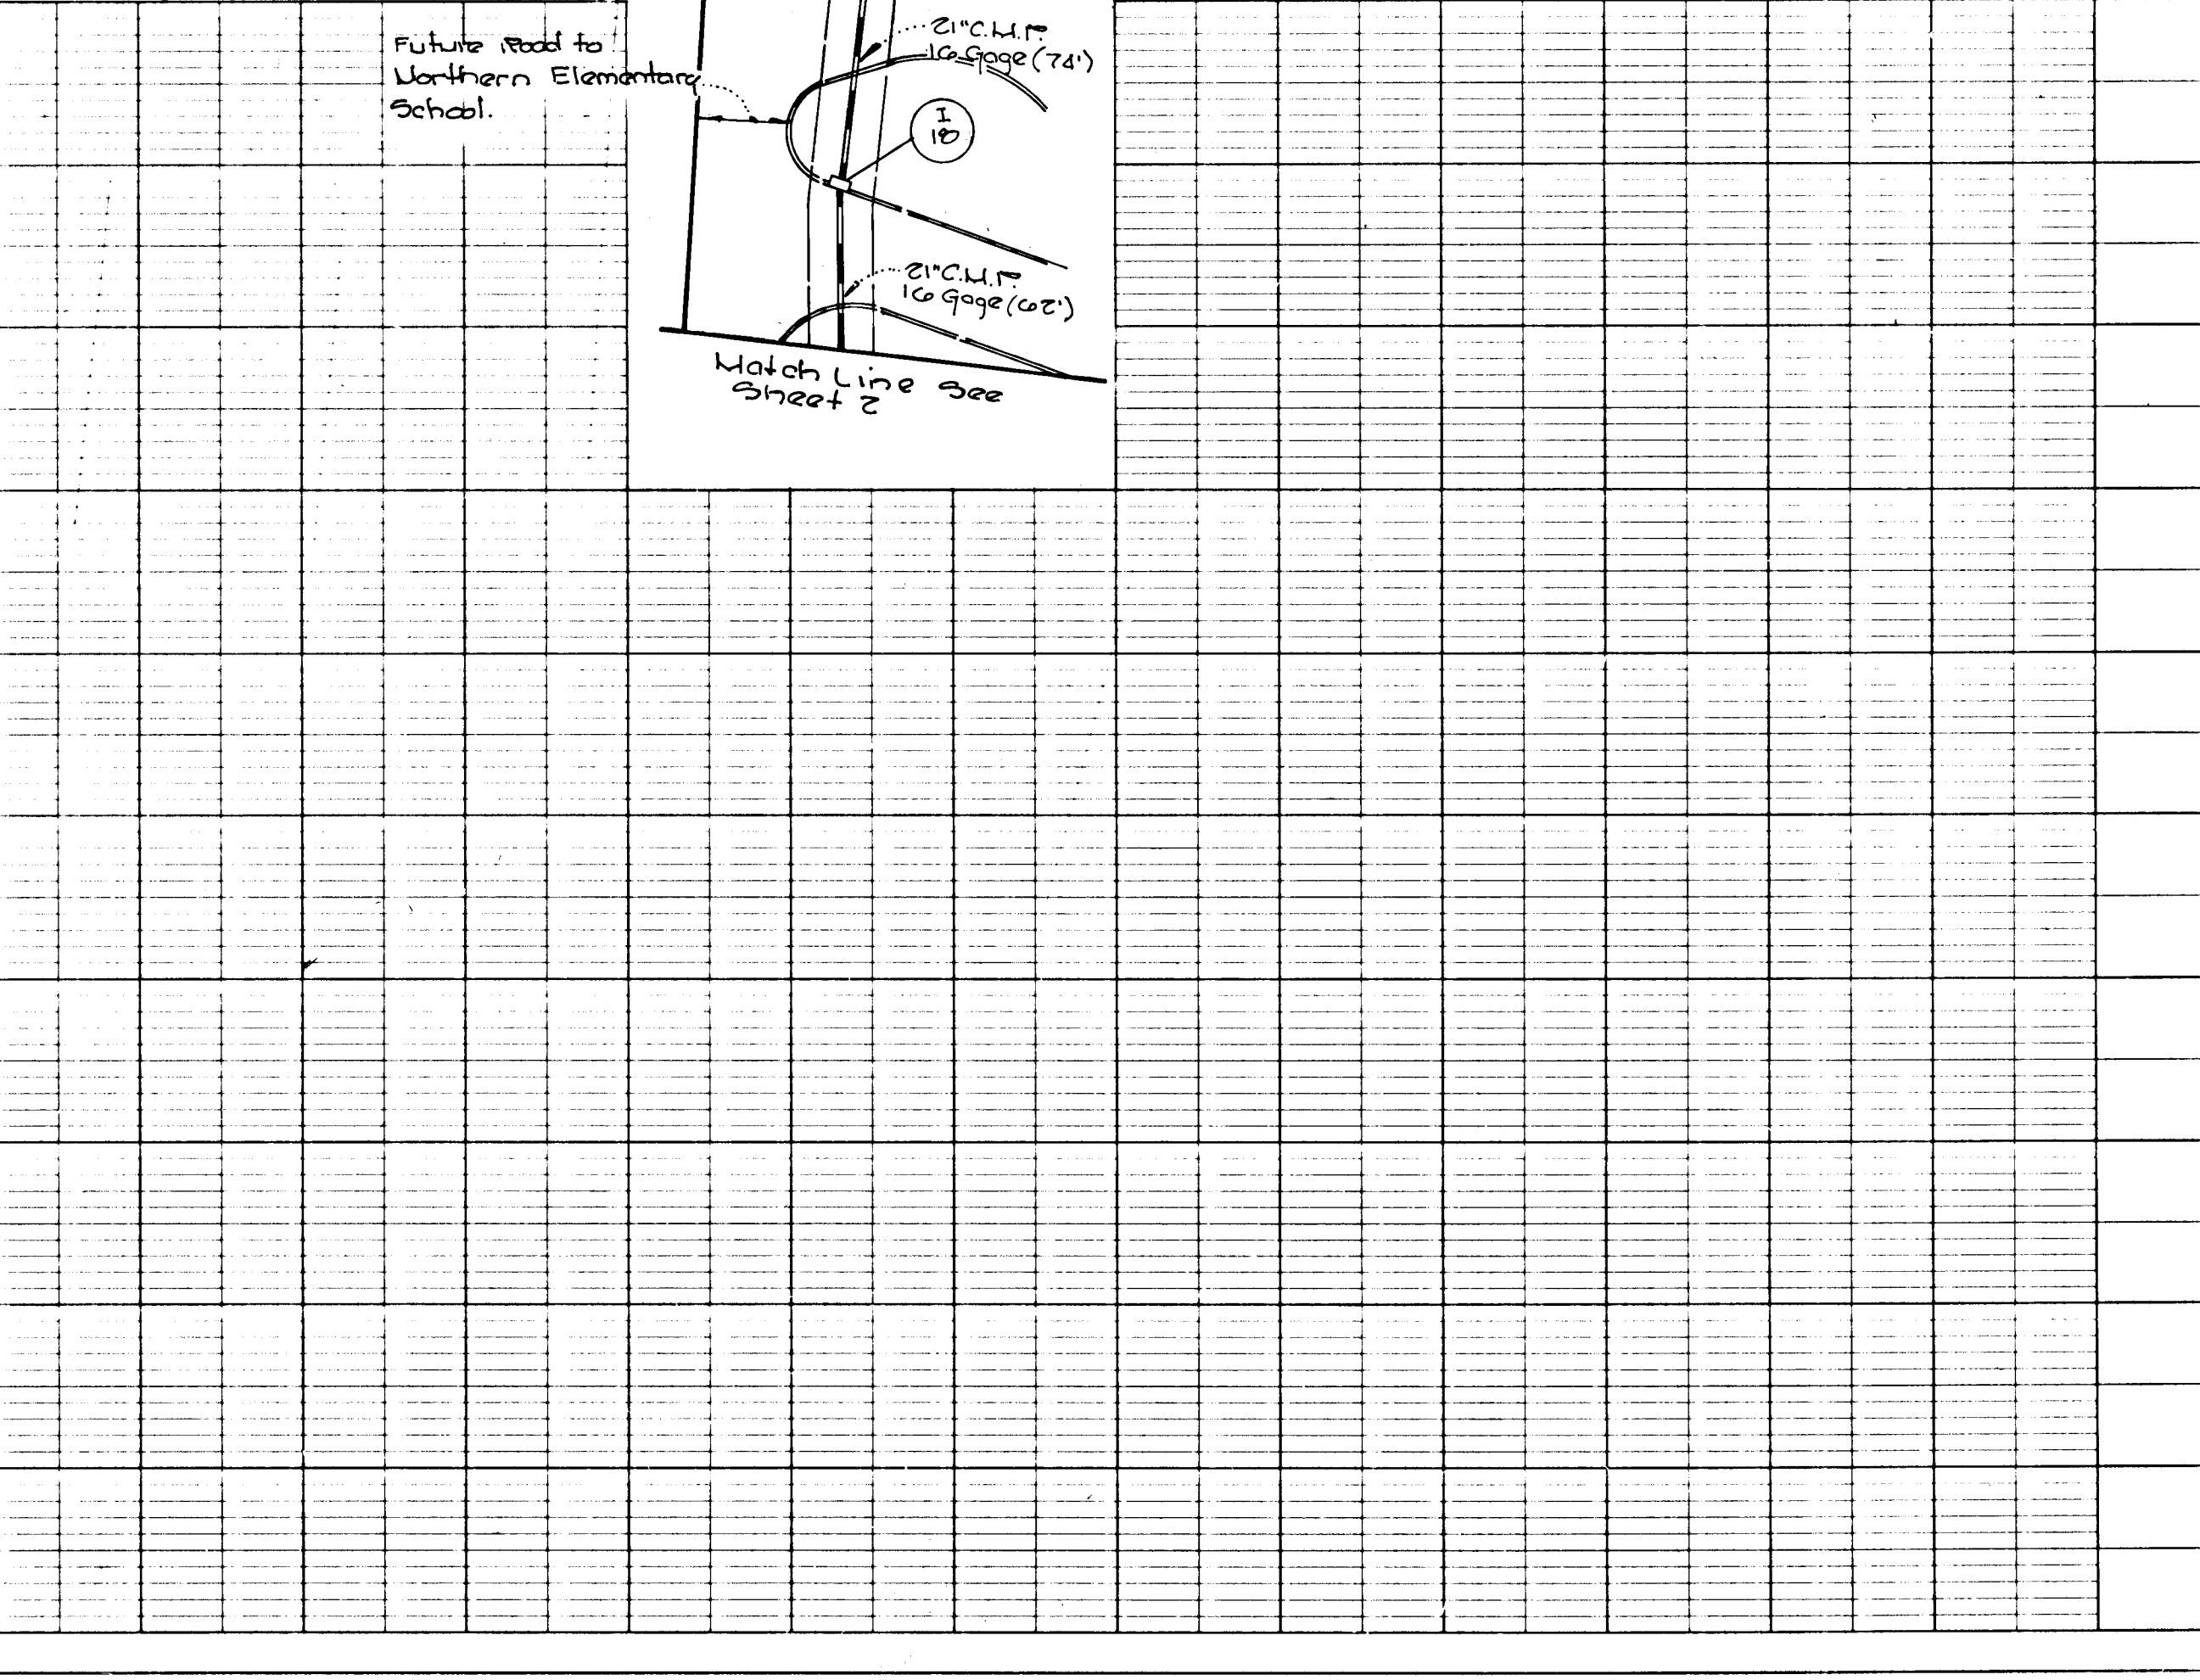 Future Road to
Northern Elementary
School.
21"C.M.P.
16 Gage (74')
I
18
21"C.M.P.
16 Gage (62')
Match Line See
Sheet 2